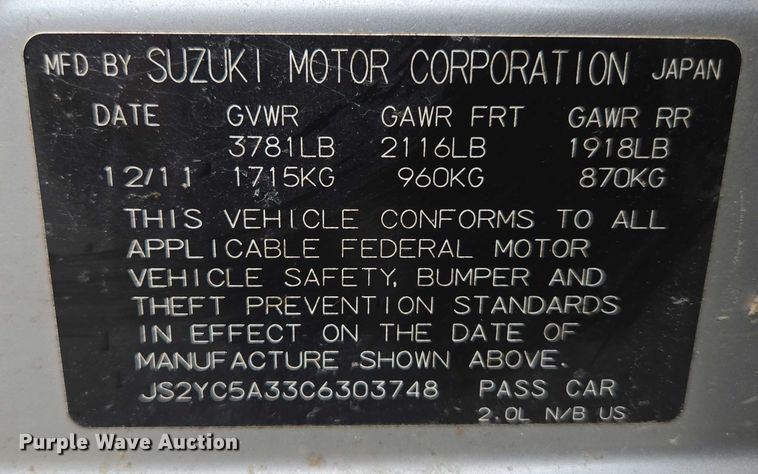 MFD BY SUZUKI MOTOR CORPORATION JAPAN
DATE GVWR GAWR FRT GAWR RR
3781LB 2116LB 1918LB
12/11 1715KG 960KG 870KG
THIS VEHICLE CONFORMS TO ALL
APPLICABLE FEDERAL MOTOR
VEHICLE SAFETY, BUMPER AND
THEFT PREVENTION STANDARDS
IN EFFECT ON THE DATE OF
MANUFACTURE SHOWN ABOVE.
JS2YC5A33C6303748 PASS CAR
2.0L N/B US
Purple Wave Auction